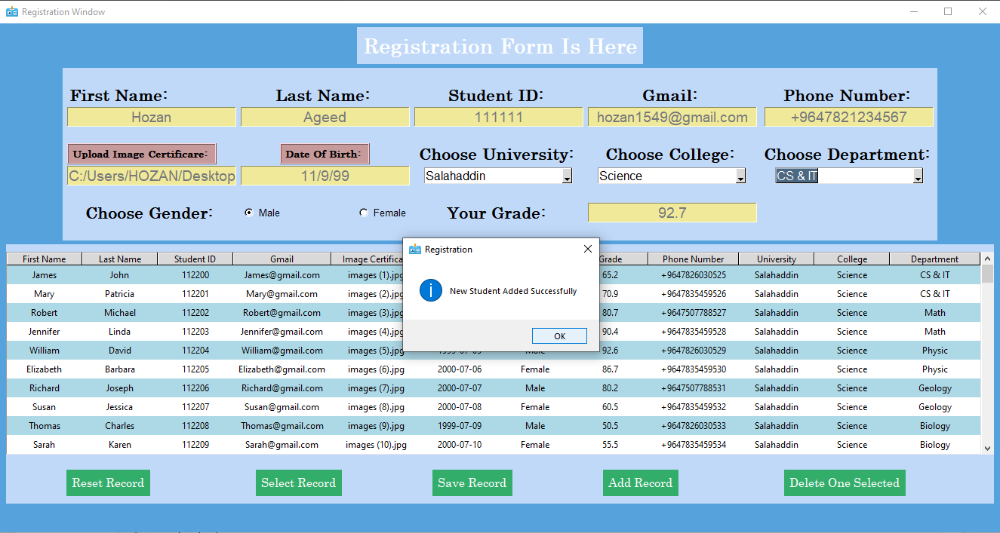 Registration Window
Registration Form Is Here
First Name: Last Name: Student ID: Gmail: Phone Number:
Hozan Ageed 111111 hozan1549@gmail.com +9647821234567
Upload Image Certificare: Date Of Birth: Choose University: Choose College: Choose Department:
C:/Users/HOZAN/Desktop 11/9/99 Salahaddin Science CS & IT
Choose Gender: Male Female Your Grade: 92.7
Registration
New Student Added Successfully
OK
First Name Last Name Student ID Gmail Image Certifica Grade Phone Number University College Department
James John 112200 James@gmail.com images (1).jpg 65.2 +9647826030525 Salahaddin Science CS & IT
Mary Patricia 112201 Mary@gmail.com images (2).jpg 70.9 +9647835459526 Salahaddin Science CS & IT
Robert Michael 112202 Robert@gmail.com images (3).jpg 80.7 +9647507788527 Salahaddin Science Math
Jennifer Linda 112203 Jennifer@gmail.com images (4).jpg 90.4 +9647835459528 Salahaddin Science Math
William David 112204 William@gmail.com images (5).jpg 92.6 +9647826030529 Salahaddin Science Physic
Elizabeth Barbara 112205 Elizabeth@gmail.com images (6).jpg 2000-07-06 Female 86.7 +9647835459530 Salahaddin Science Physic
Richard Joseph 112206 Richard@gmail.com images (7).jpg 2000-07-07 Male 80.2 +9647507788531 Salahaddin Science Geology
Susan Jessica 112207 Susan@gmail.com images (8).jpg 2000-07-08 Female 60.5 +9647835459532 Salahaddin Science Geology
Thomas Charles 112208 Thomas@gmail.com images (9).jpg 1999-07-09 Male 50.5 +9647826030533 Salahaddin Science Biology
Sarah Karen 112209 Sarah@gmail.com images (10).jpg 2000-07-10 Female 55.5 +9647835459534 Salahaddin Science Biology
Reset Record Select Record Save Record Add Record Delete One Selected